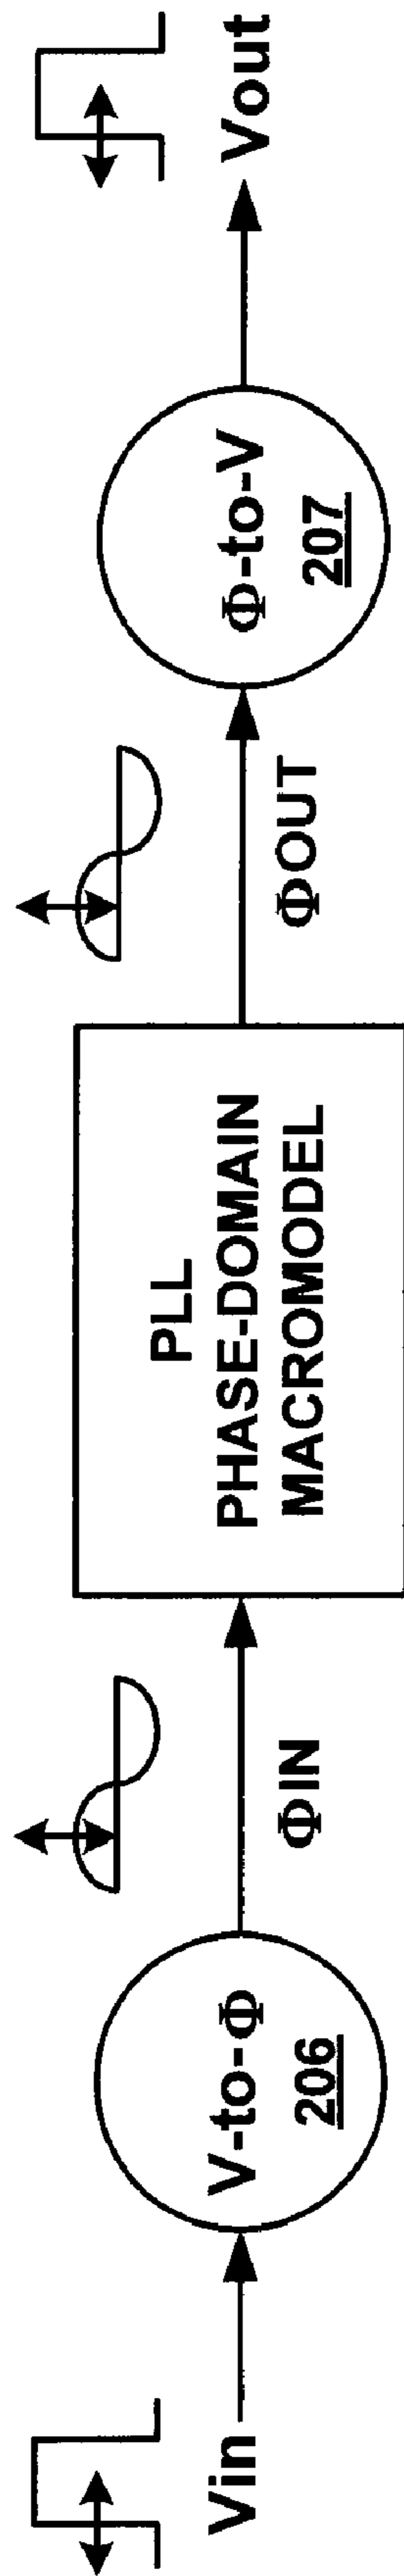 Vin
V-to-Φ
206
ΦIN
PLL
PHASE-DOMAIN
MACROMODEL
ΦOUT
Φ-to-V
207
Vout